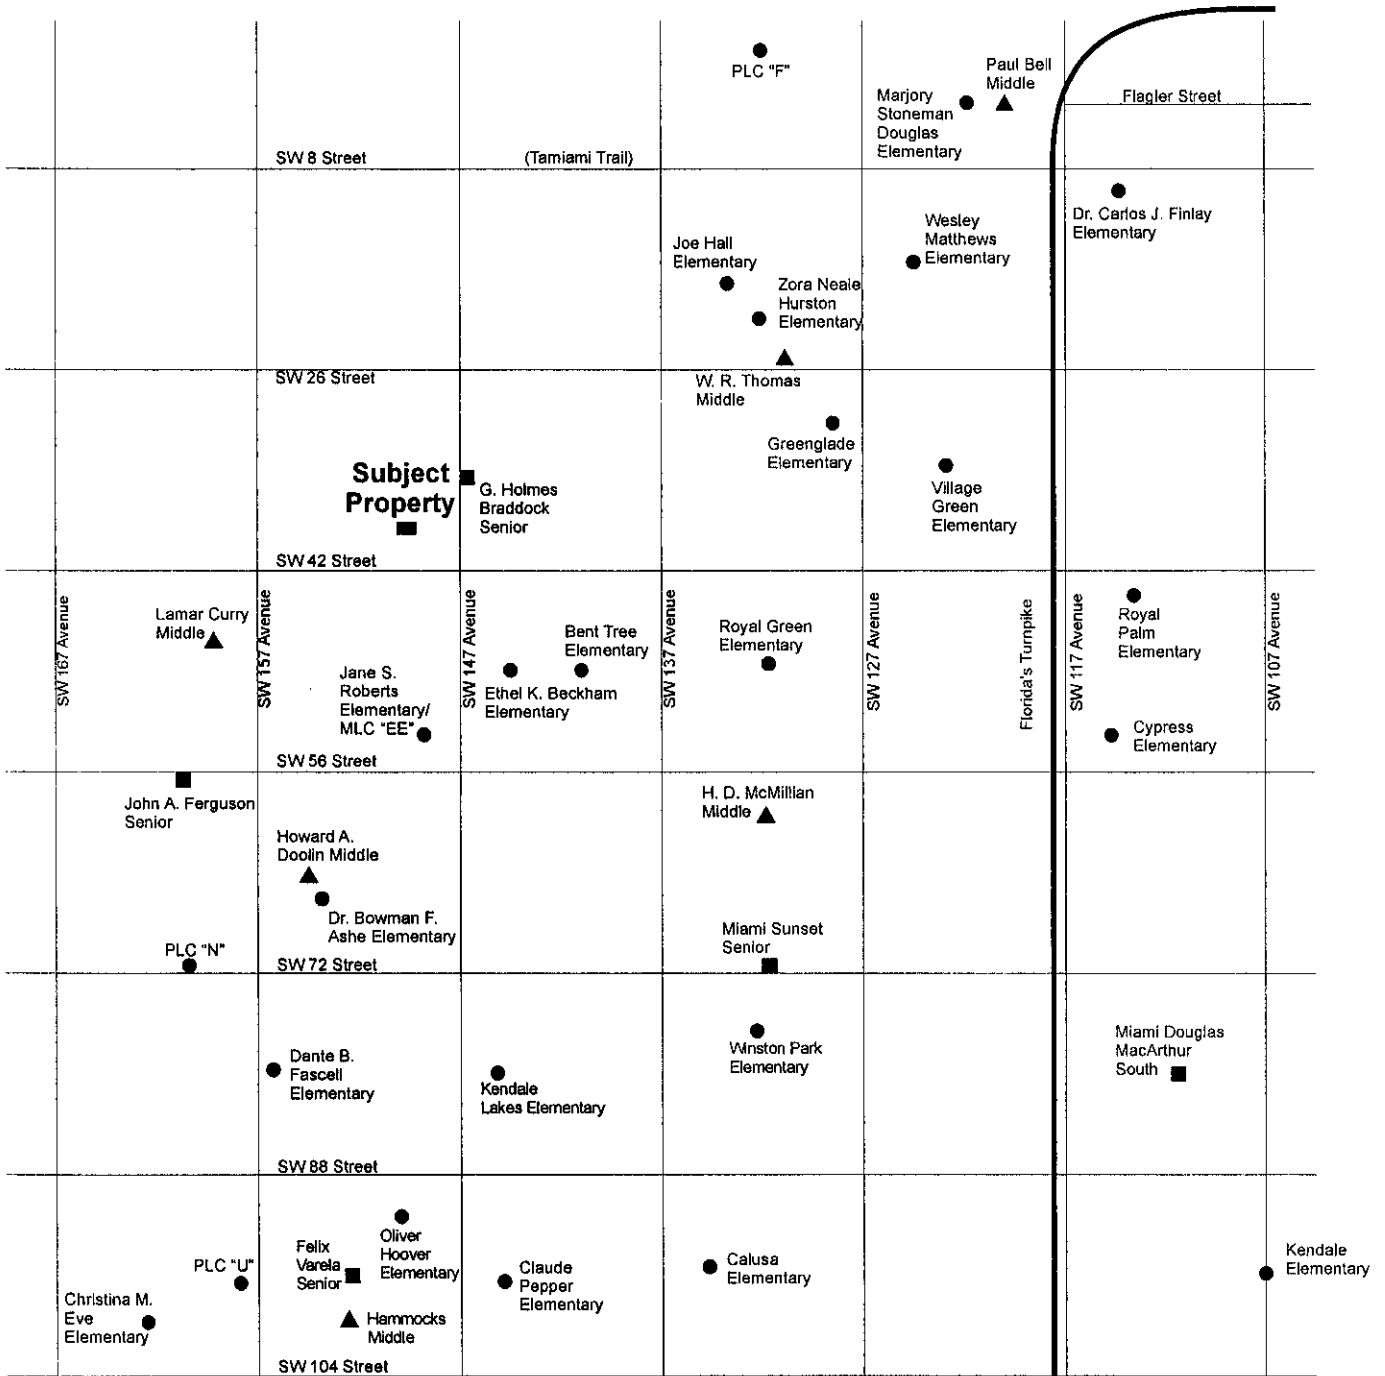 PLC "F"
Paul Bell
Middle
Marjory
Stoneman
Douglas
Elementary
Flagler Street
SW 8 Street
(Tamiami Trail)
Dr. Carlos J. Finlay
Elementary
Wesley
Matthews
Elementary
Joe Hall
Elementary
Zora Neale
Hurston
Elementary
SW 26 Street
W. R. Thomas
Middle
Greenglade
Elementary
Subject
Property
G. Holmes
Braddock
Senior
Village
Green
Elementary
SW 42 Street
SW 167 Avenue
Lamar Curry
Middle
SW 157 Avenue
Jane S.
Roberts
Elementary/
MLC "EE"
SW 147 Avenue
Bent Tree
Elementary
Ethel K. Beckham
Elementary
SW 137 Avenue
Royal Green
Elementary
SW 127 Avenue
Florida's Turnpike
SW 117 Avenue
Royal
Palm
Elementary
SW 107 Avenue
Cypress
Elementary
SW 56 Street
John A. Ferguson
Senior
H. D. McMillian
Middle
Howard A.
Doolin Middle
Dr. Bowman F.
Ashe Elementary
PLC "N"
Miami Sunset
Senior
SW 72 Street
Dante B.
Fascell
Elementary
Kendale
Lakes Elementary
Winston Park
Elementary
Miami Douglas
MacArthur
South
SW 88 Street
PLC "U"
Felix
Varela
Senior
Oliver
Hoover
Elementary
Claude
Pepper
Elementary
Calusa
Elementary
Kendale
Elementary
Christina M.
Eve
Elementary
Hammocks
Middle
SW 104 Street